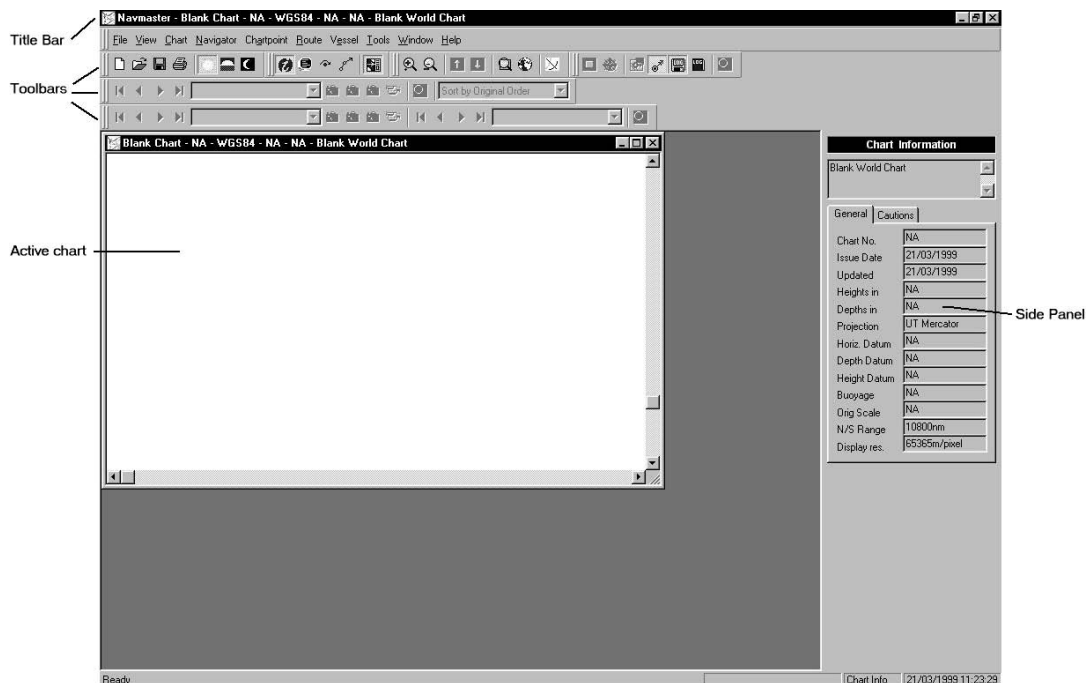 Navmaster - Blank Chart - NA - WGS84 - NA - NA - Blank World Chart
Title Bar
File View Chart Navigator Chartpoint Route Vessel Tools Window Help
Toolbars
Sort by Original Order
Blank Chart - NA - WGS84 - NA - NA - Blank World Chart
Chart Information
Blank World Chart
General Cautions
Active chart
Chart No. NA
Issue Date 21/03/1999
Updated 21/03/1999
Heights in NA
Depths in NA
Side Panel
Projection UT Mercator
Horiz. Datum NA
Depth Datum NA
Height Datum NA
Buoyage NA
Orig Scale NA
N/S Range 10800nm
Display res. 65365m/pixel
Ready
Chart Info 21/03/1999 11:23:29